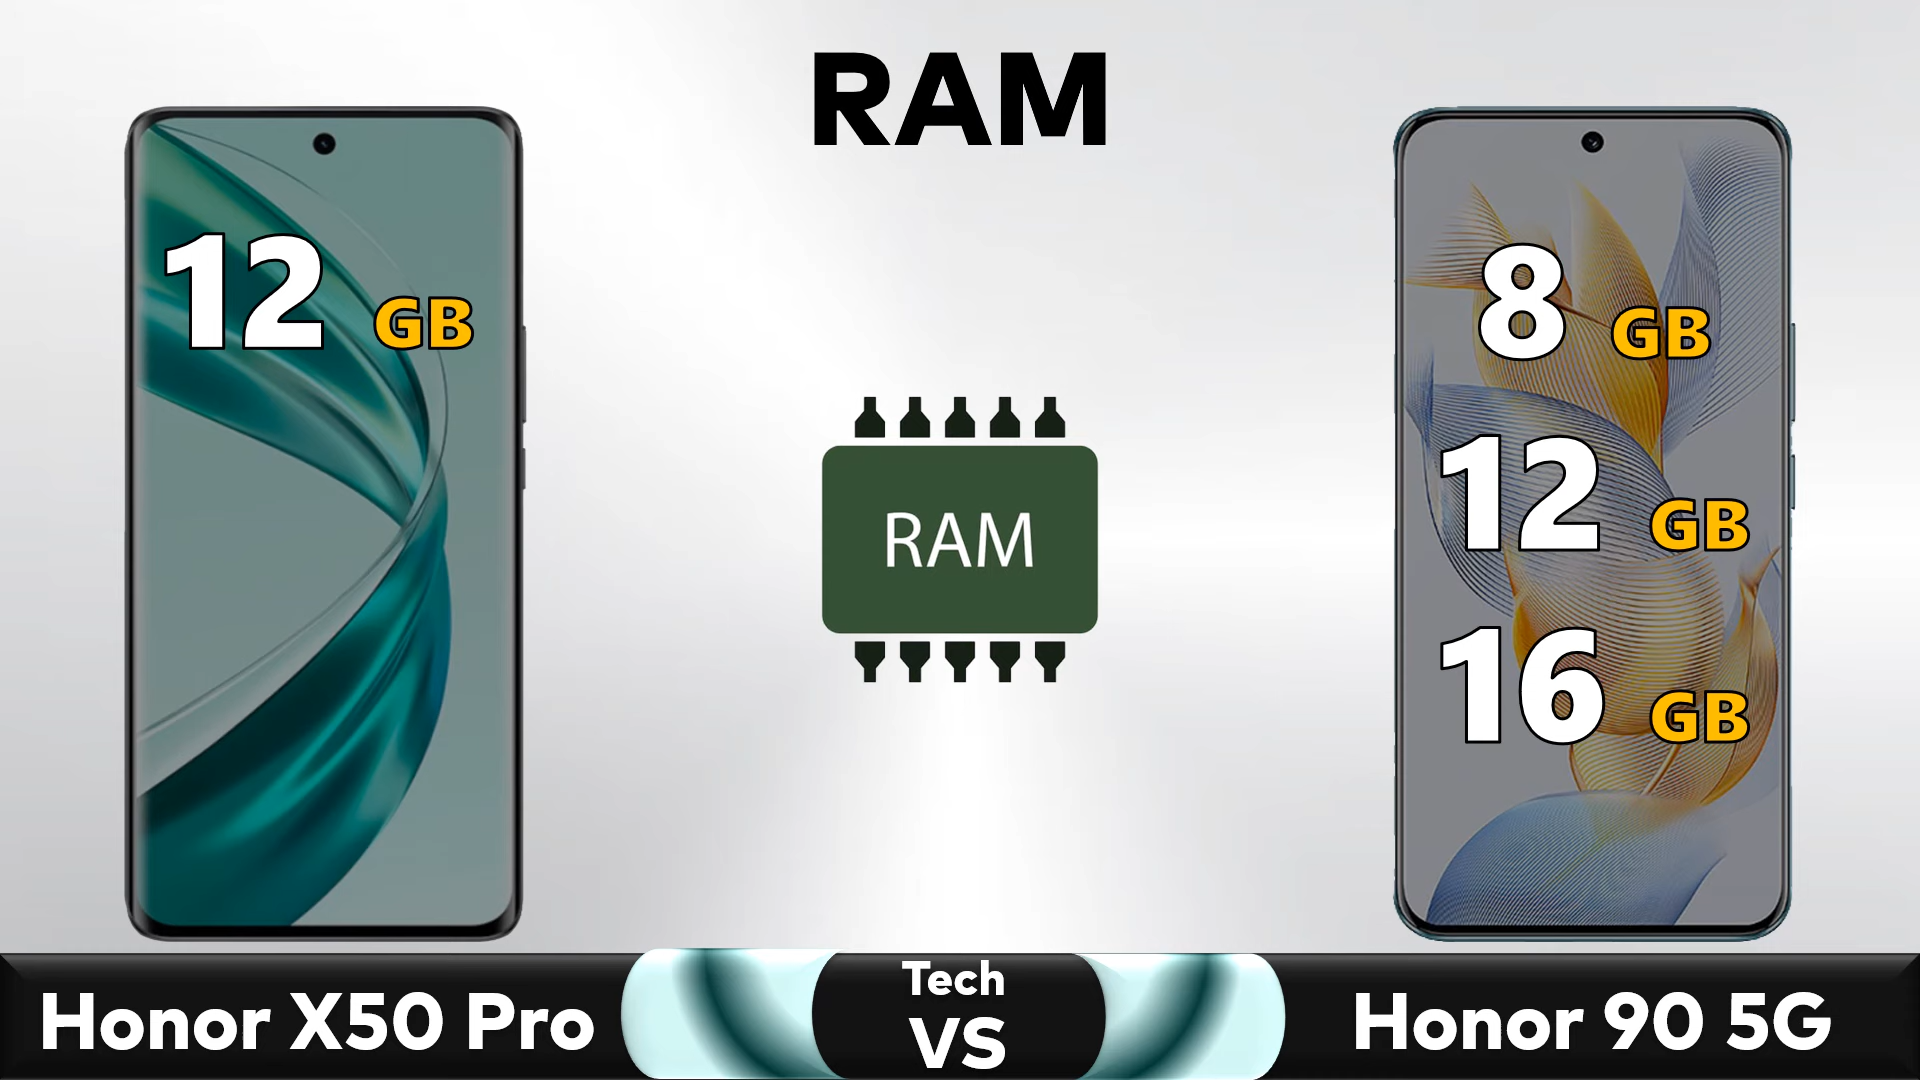 RAM
12 GB
8 GB
12 GB
16 GB
RAM
Honor X50 Pro
Tech
VS
Honor 90 5G